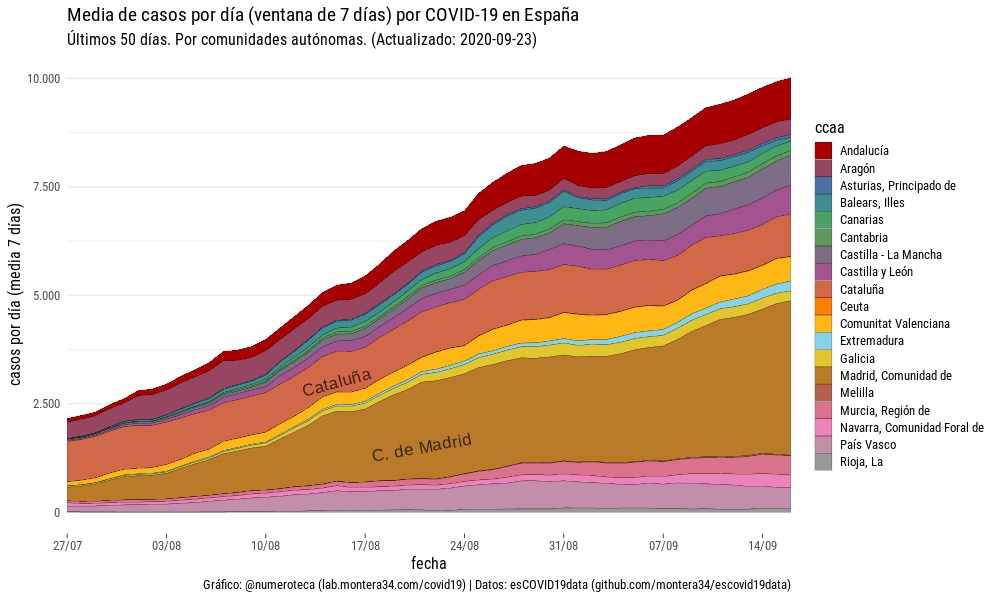 Media de casos por día (ventana de 7 días) por COVID-19 en España
Últimos 50 días. Por comunidades autónomas. (Actualizado: 2020-09-23)
casos por día (media 7 días)
10.000
7.500
5.000
2.500
0
Cataluña
C. de Madrid
27/07
03/08
10/08
17/08
24/08
31/08
07/09
14/09
fecha
ccaa
Andalucía
Aragón
Asturias, Principado de
Balears, Illes
Canarias
Cantabria
Castilla - La Mancha
Castilla y León
Cataluña
Ceuta
Comunitat Valenciana
Extremadura
Galicia
Madrid, Comunidad de
Melilla
Murcia, Región de
Navarra, Comunidad Foral de
País Vasco
Rioja, La
Gráfico: @numeroteca (lab.montera34.com/covid19) | Datos: esCOVID19data (github.com/montera34/escovid19data)